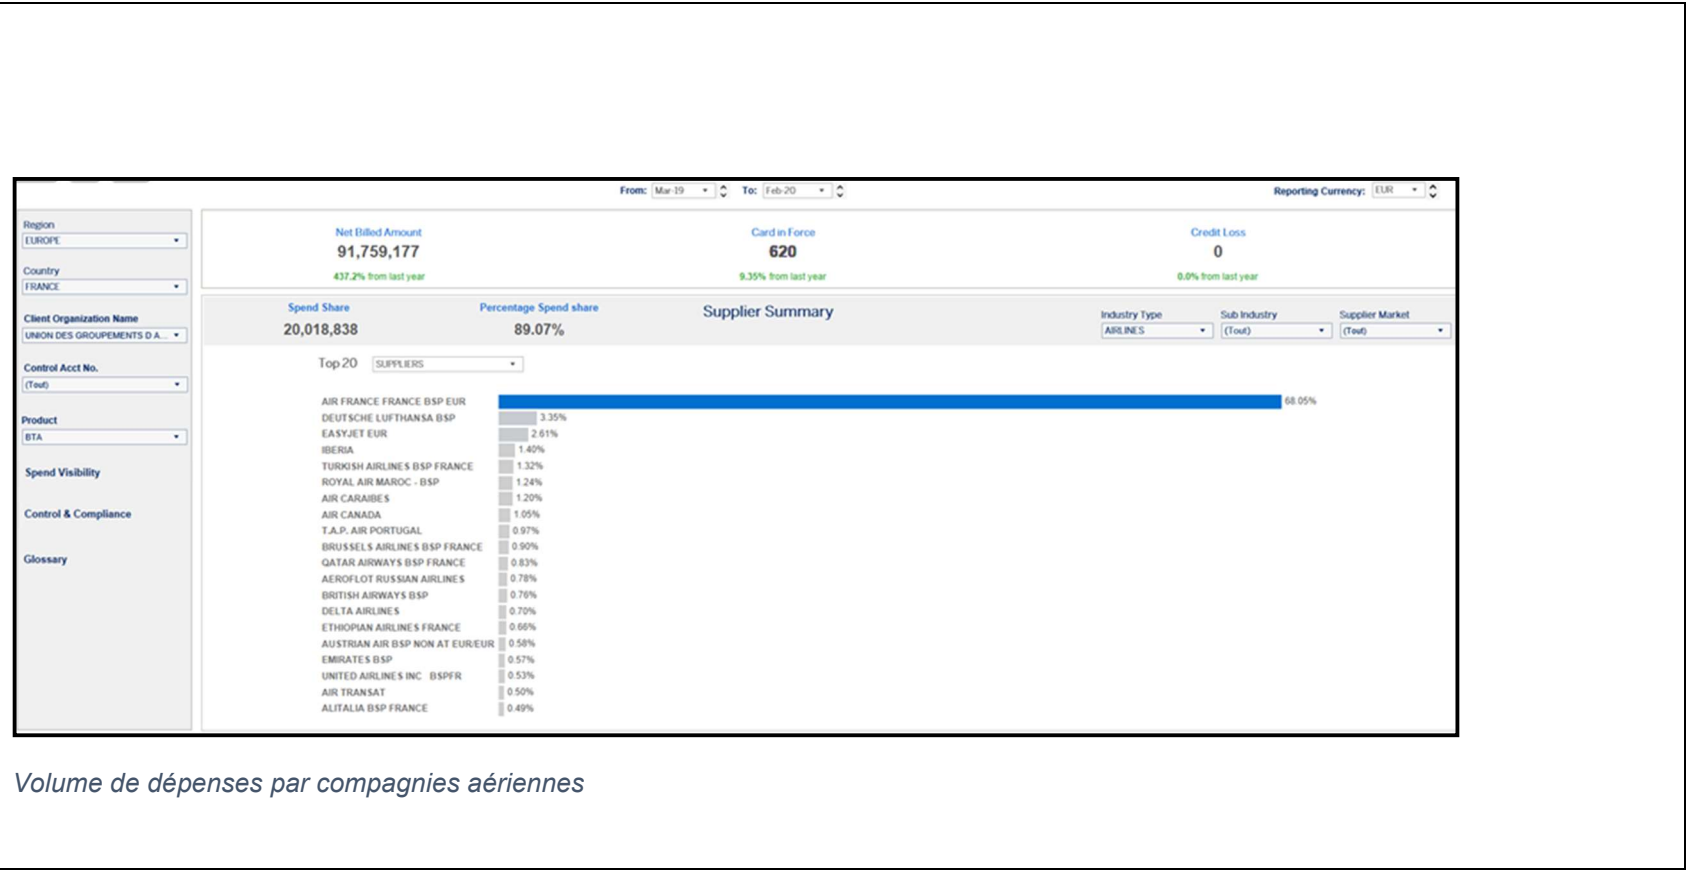 From: Mar-19 To: Feb-20 Reporting Currency: EUR
Region
EUROPE
Country
FRANCE
Client Organization Name
UNION DES GROUPEMENTS D A...
Control Acct No.
(Tout)
Product
BTA
Spend Visibility
Control & Compliance
Glossary
Net Billed Amount
91,759,177
437.2% from last year
Card in Force
620
9.35% from last year
Credit Loss
0
0.0% from last year
Spend Share
20,018,838
Percentage Spend share
89.07%
Supplier Summary
Industry Type
AIRLINES
Sub Industry
(Tout)
Supplier Market
(Tout)
Top 20 SUPPLIERS
AIR FRANCE FRANCE BSP EUR 68.05%
DEUTSCHE LUFTHANSA BSP 3.35%
EASYJET EUR 2.61%
IBERIA 1.40%
TURKISH AIRLINES BSP FRANCE 1.32%
ROYAL AIR MAROC - BSP 1.24%
AIR CARAIBES 1.20%
AIR CANADA 1.05%
T.A.P. AIR PORTUGAL 0.97%
BRUSSELS AIRLINES BSP FRANCE 0.90%
QATAR AIRWAYS BSP FRANCE 0.83%
AEROFLOT RUSSIAN AIRLINES 0.78%
BRITISH AIRWAYS BSP 0.76%
DELTA AIRLINES 0.70%
ETHIOPIAN AIRLINES FRANCE 0.66%
AUSTRIAN AIR BSP NON AT EUR/EUR 0.58%
EMIRATES BSP 0.57%
UNITED AIRLINES INC BSPFR 0.53%
AIR TRANSAT 0.50%
ALITALIA BSP FRANCE 0.49%
Volume de dépenses par compagnies aériennes